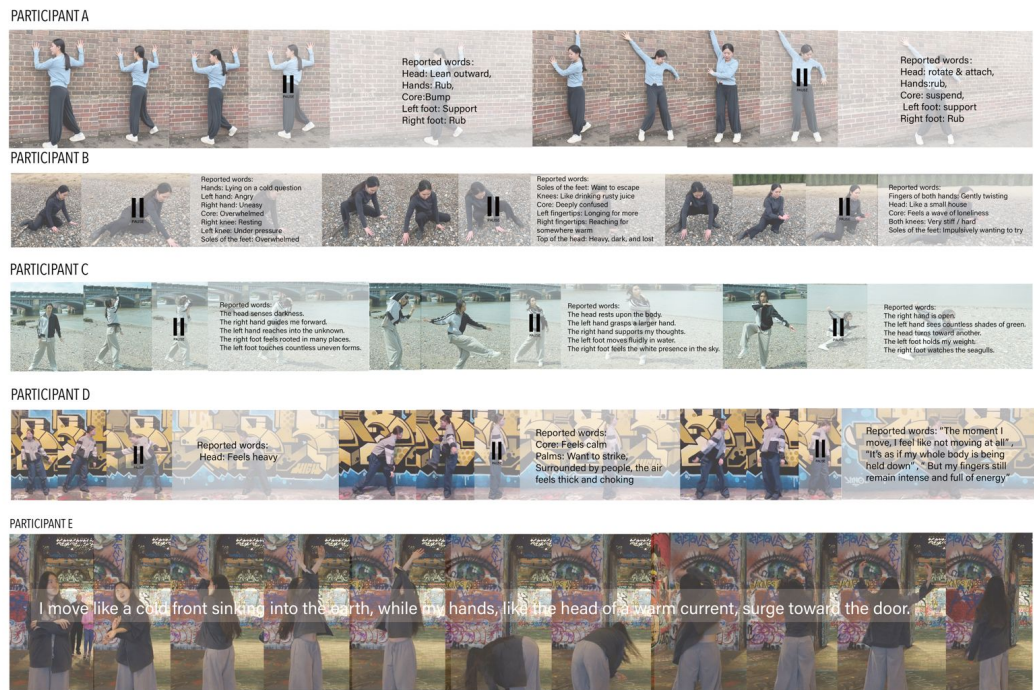 PARTICIPANT A
Reported words:
Head: Lean outward,
Hands: Rub,
Core:Bump
Left foot: Support
Right foot: Rub
PAUSE
Reported words:
Head: rotate & attach,
Hands:rub,
Core: suspend,
Left foot: support
Right foot: Rub
PAUSE
PARTICIPANT B
PAUSE
Reported words:
Hands: Lying on a cold question
Left hand: Angry
Right hand: Uneasy
Core: Overwhelmed
Right knee: Resting
Left knee: Under pressure
Soles of the feet: Overwhelmed
PAUSE
Reported words:
Soles of the feet: Want to escape
Knees: Like drinking rusty juice
Core: Deeply confused
Left fingertips: Longing for more
Right fingertips: Reaching for
somewhere warm
Top of the head: Heavy, dark, and lost
PAUSE
Reported words:
Fingers of both hands: Gently twisting
Head: Like a small house
Core: Feels a wave of loneliness
Both knees: Very stiff / hard
Soles of the feet: Impulsively wanting to try
PARTICIPANT C
Reported words:
The head senses darkness.
The right hand guides me forward.
The left hand reaches into the unknown.
The right foot feels rooted in many places.
The left foot touches countless uneven forms.
Reported words:
The head rests upon the body.
The left hand grasps a larger hand.
The right hand supports my thoughts.
The left foot moves fluidly in water.
The right foot feels the white presence in the sky.
Reported words:
The right hand is open.
The left hand sees countless shades of green.
The head turns toward another.
The left foot holds my weight.
The right foot watches the seagulls.
PARTICIPANT D
Reported words:
Head: Feels heavy
Reported words:
Core: Feels calm
Palms: Want to strike,
Surrounded by people, the air
feels thick and choking
Reported words: "The moment I
move, I feel like not moving at all" ,
"It's as if my whole body is being
held down" , " But my fingers still
remain intense and full of energy"
PARTICIPANT E
I move like a cold front sinking into the earth, while my hands, like the head of a warm current, surge toward the door.